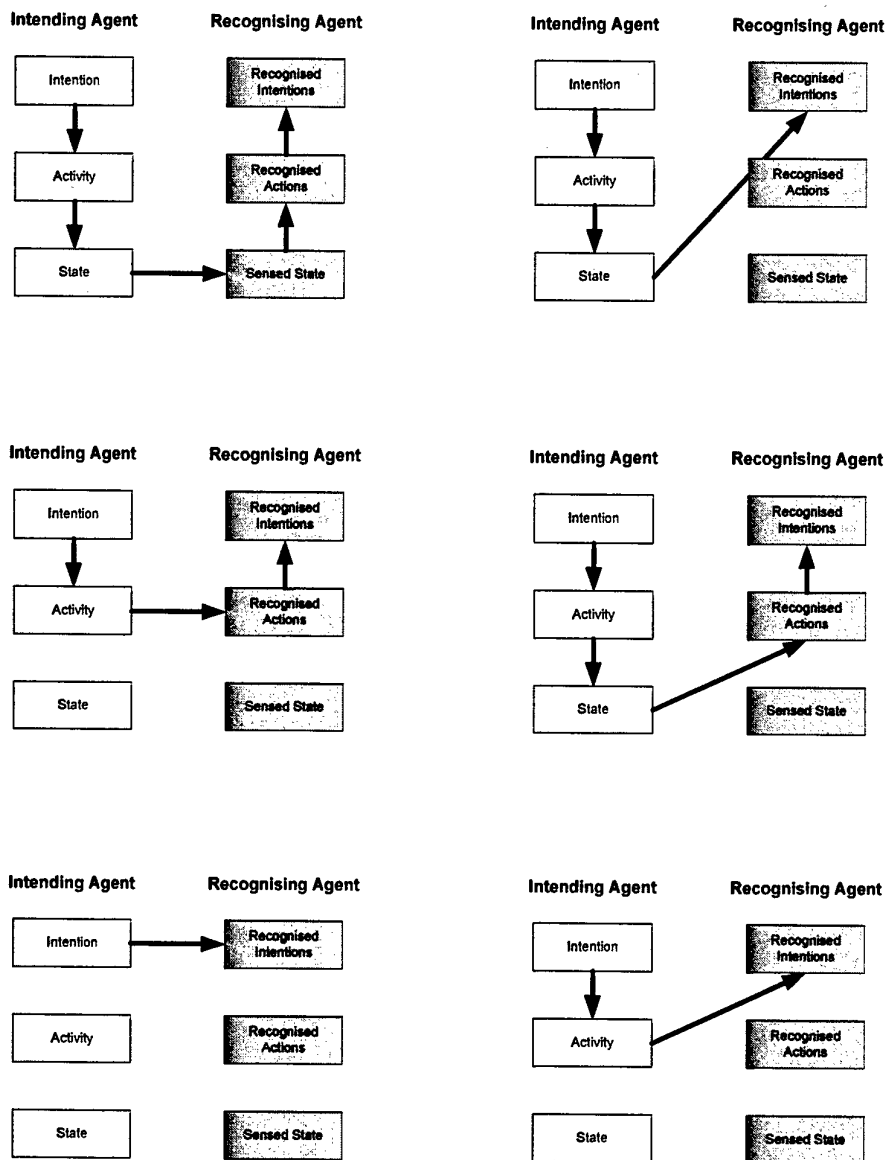 Intending Agent
Recognising Agent
Intention
Recognised
Intentions
Activity
Recognised
Actions
State
Sensed State
Intending Agent
Recognising Agent
Intention
Recognised
Intentions
Activity
Recognised
Actions
State
Sensed State
Intending Agent
Recognising Agent
Intention
Recognised
Intentions
Activity
Recognised
Actions
State
Sensed State
Intending Agent
Recognising Agent
Intention
Recognised
Intentions
Activity
Recognised
Actions
State
Sensed State
Intending Agent
Recognising Agent
Intention
Recognised
Intentions
Activity
Recognised
Actions
State
Sensed State
Intending Agent
Recognising Agent
Intention
Recognised
Intentions
Activity
Recognised
Actions
State
Sensed State